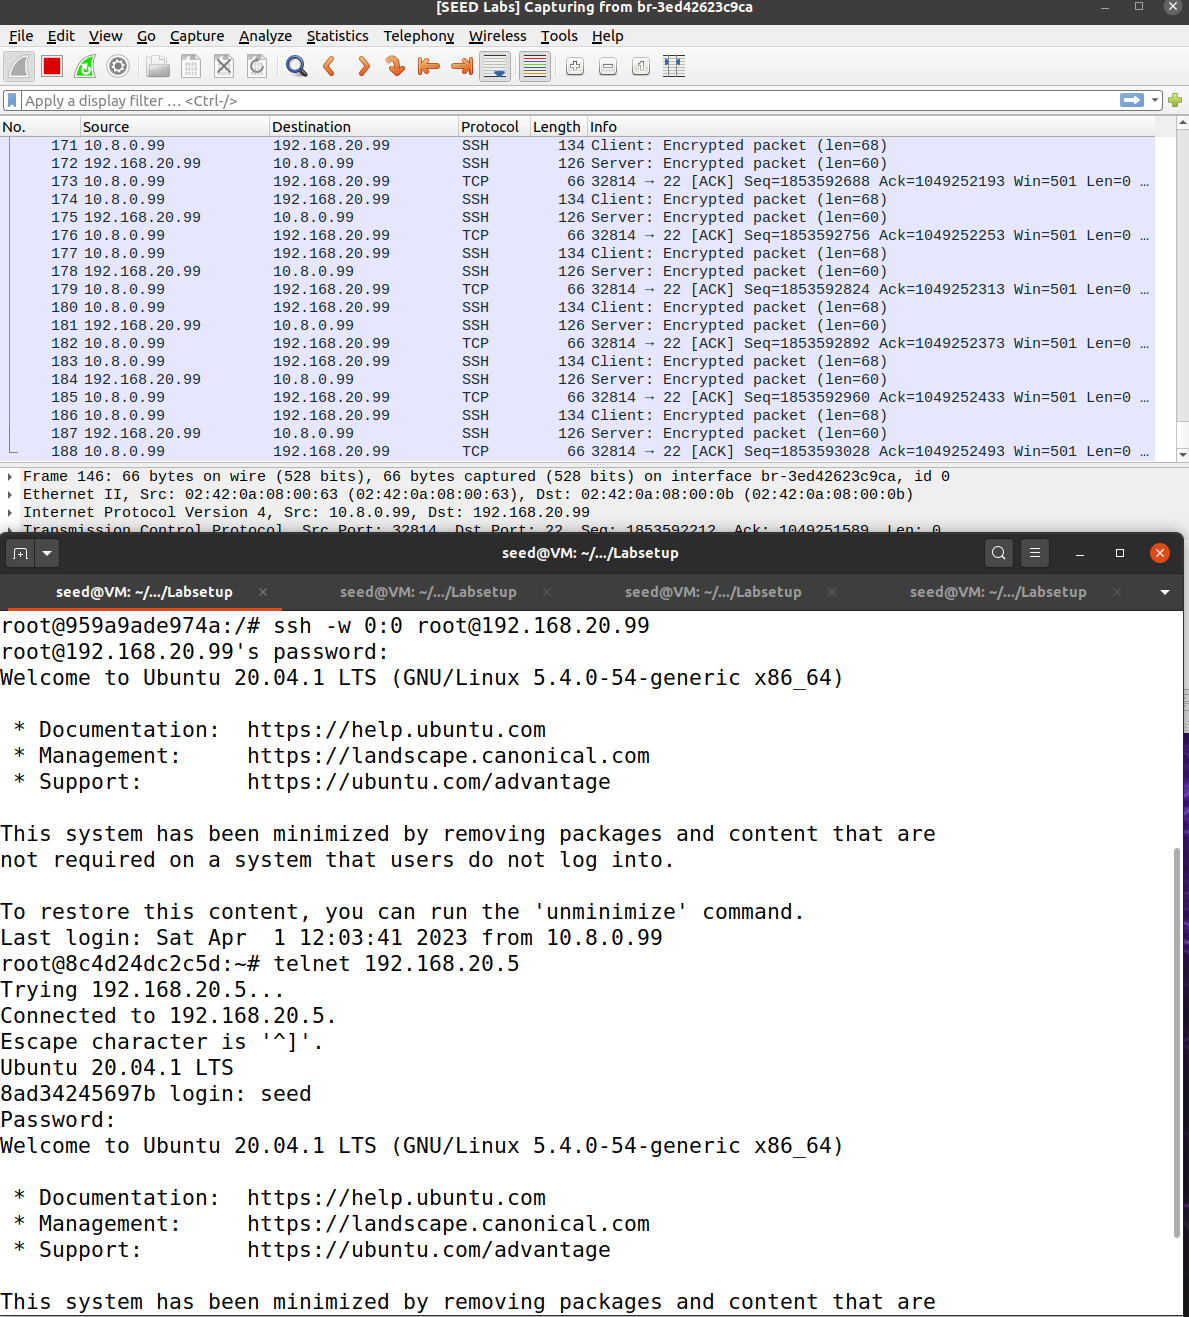 [SEED Labs] Capturing from br-3ed42623c9ca
File Edit View Go Capture Analyze Statistics Telephony Wireless Tools Help
Apply a display filter … <Ctrl-/>
No. Source Destination Protocol Length Info
171 10.8.0.99 192.168.20.99 SSH 134 Client: Encrypted packet (len=68)
172 192.168.20.99 10.8.0.99 SSH 126 Server: Encrypted packet (len=60)
173 10.8.0.99 192.168.20.99 TCP 66 32814 → 22 [ACK] Seq=1853592688 Ack=1049252193 Win=501 Len=0 …
174 10.8.0.99 192.168.20.99 SSH 134 Client: Encrypted packet (len=68)
175 192.168.20.99 10.8.0.99 SSH 126 Server: Encrypted packet (len=60)
176 10.8.0.99 192.168.20.99 TCP 66 32814 → 22 [ACK] Seq=1853592756 Ack=1049252253 Win=501 Len=0 …
177 10.8.0.99 192.168.20.99 SSH 134 Client: Encrypted packet (len=68)
178 192.168.20.99 10.8.0.99 SSH 126 Server: Encrypted packet (len=60)
179 10.8.0.99 192.168.20.99 TCP 66 32814 → 22 [ACK] Seq=1853592824 Ack=1049252313 Win=501 Len=0 …
180 10.8.0.99 192.168.20.99 SSH 134 Client: Encrypted packet (len=68)
181 192.168.20.99 10.8.0.99 SSH 126 Server: Encrypted packet (len=60)
182 10.8.0.99 192.168.20.99 TCP 66 32814 → 22 [ACK] Seq=1853592892 Ack=1049252373 Win=501 Len=0 …
183 10.8.0.99 192.168.20.99 SSH 134 Client: Encrypted packet (len=68)
184 192.168.20.99 10.8.0.99 SSH 126 Server: Encrypted packet (len=60)
185 10.8.0.99 192.168.20.99 TCP 66 32814 → 22 [ACK] Seq=1853592960 Ack=1049252433 Win=501 Len=0 …
186 10.8.0.99 192.168.20.99 SSH 134 Client: Encrypted packet (len=68)
187 192.168.20.99 10.8.0.99 SSH 126 Server: Encrypted packet (len=60)
188 10.8.0.99 192.168.20.99 TCP 66 32814 → 22 [ACK] Seq=1853593028 Ack=1049252493 Win=501 Len=0 …
Frame 146: 66 bytes on wire (528 bits), 66 bytes captured (528 bits) on interface br-3ed42623c9ca, id 0
Ethernet II, Src: 02:42:0a:08:00:63 (02:42:0a:08:00:63), Dst: 02:42:0a:08:00:0b (02:42:0a:08:00:0b)
Internet Protocol Version 4, Src: 10.8.0.99, Dst: 192.168.20.99
Transmission Control Protocol, Src Port: 32814, Dst Port: 22, Seq: 1853592212, Ack: 1049251589, Len: 0
seed@VM: ~/.../Labsetup
seed@VM: ~/.../Labsetup seed@VM: ~/.../Labsetup seed@VM: ~/.../Labsetup seed@VM: ~/.../Labsetup
root@959a9ade974a:/# ssh -w 0:0 root@192.168.20.99
root@192.168.20.99's password:
Welcome to Ubuntu 20.04.1 LTS (GNU/Linux 5.4.0-54-generic x86_64)
* Documentation: https://help.ubuntu.com
* Management: https://landscape.canonical.com
* Support: https://ubuntu.com/advantage
This system has been minimized by removing packages and content that are
not required on a system that users do not log into.
To restore this content, you can run the 'unminimize' command.
Last login: Sat Apr 1 12:03:41 2023 from 10.8.0.99
root@8c4d24dc2c5d:~# telnet 192.168.20.5
Trying 192.168.20.5...
Connected to 192.168.20.5.
Escape character is '^]'.
Ubuntu 20.04.1 LTS
8ad34245697b login: seed
Password:
Welcome to Ubuntu 20.04.1 LTS (GNU/Linux 5.4.0-54-generic x86_64)
* Documentation: https://help.ubuntu.com
* Management: https://landscape.canonical.com
* Support: https://ubuntu.com/advantage
This system has been minimized by removing packages and content that are